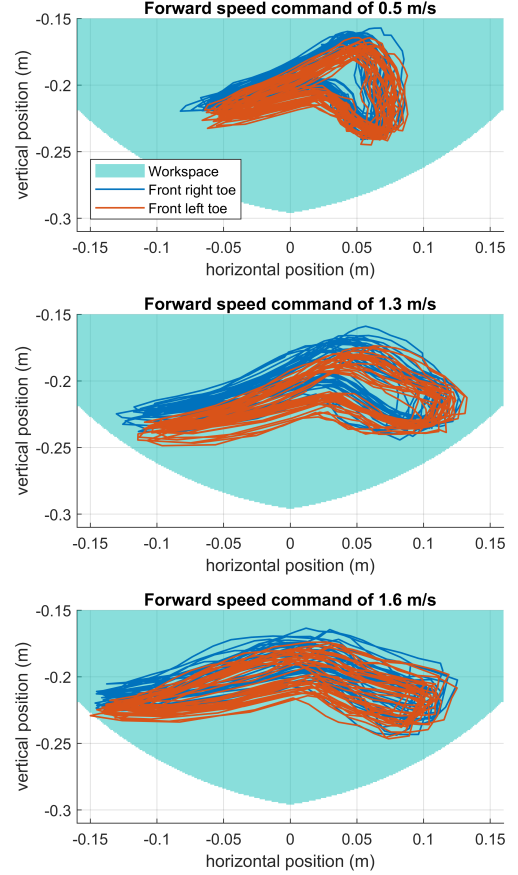 Forward speed command of 0.5 m/s
-0.15
-0.2
-0.25
-0.3
vertical position (m)
Workspace
Front right toe
Front left toe
-0.15 -0.1 -0.05 0 0.05 0.1 0.15
horizontal position (m)
Forward speed command of 1.3 m/s
-0.15
-0.2
-0.25
-0.3
vertical position (m)
-0.15 -0.1 -0.05 0 0.05 0.1 0.15
horizontal position (m)
Forward speed command of 1.6 m/s
-0.15
-0.2
-0.25
-0.3
vertical position (m)
-0.15 -0.1 -0.05 0 0.05 0.1 0.15
horizontal position (m)